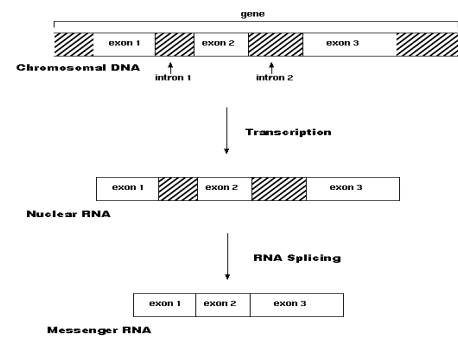 gene
exon 1 exon 2 exon 3
Chromosomal DNA
intron 1 intron 2
Transcription
exon 1 exon 2 exon 3
Nuclear RNA
RNA Splicing
exon 1 exon 2 exon 3
Messenger RNA